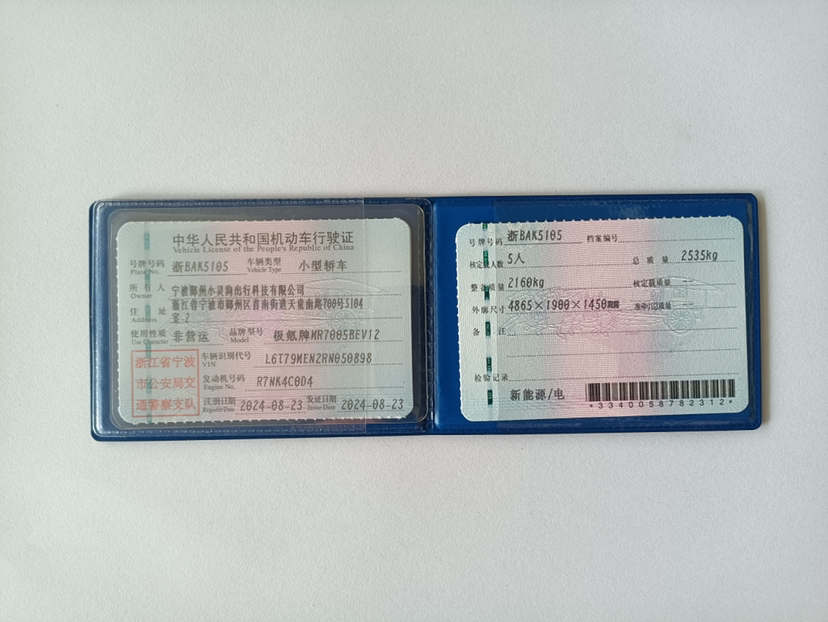 中华人民共和国机动车行驶证
Vehicle License of the People's Republic of China
号牌号码 浙BAK5105 车辆类型 小型轿车
Plate No. Vehicle Type
所有人 宁波鄞州小灵狗出行科技有限公司
Owner
住址 浙江省宁波市鄞州区首南街道天童南路700号5104
Address 室-2
使用性质 非营运 品牌型号 极氪牌MR7005BEV12
Use Character Model
浙江省宁波
市公安局交
通警察支队
车辆识别代号 L6T79MEN2RN050898
VIN
发动机号码 R7NK4C0D4
Engine No.
注册日期 2024-08-23 发证日期 2024-08-23
Register Date Issue Date
号牌号码 浙BAK5105 档案编号
核定载人数 5人 总质量 2535kg
整备质量 2160kg 核定载质量 --
外廓尺寸 4865×1900×1450mm 准牵引总质量 --
备注
检验记录
新能源/电
*3340058782312*